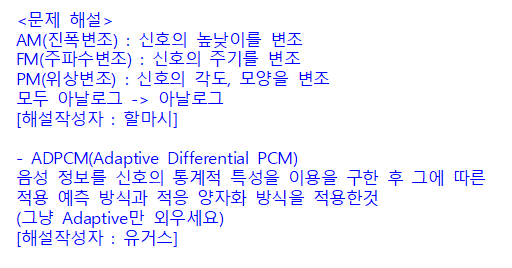 <문제 해설>
AM(진폭변조) : 신호의 높낮이를 변조
FM(주파수변조) : 신호의 주기를 변조
PM(위상변조) : 신호의 각도, 모양을 변조
모두 아날로그 -> 아날로그
[해설작성자 : 할마시]

- ADPCM(Adaptive Differential PCM)
음성 정보를 신호의 통계적 특성을 이용을 구한 후 그에 따른
적용 예측 방식과 적응 양자화 방식을 적용한것
(그냥 Adaptive만 외우세요)
[해설작성자 : 유거스]